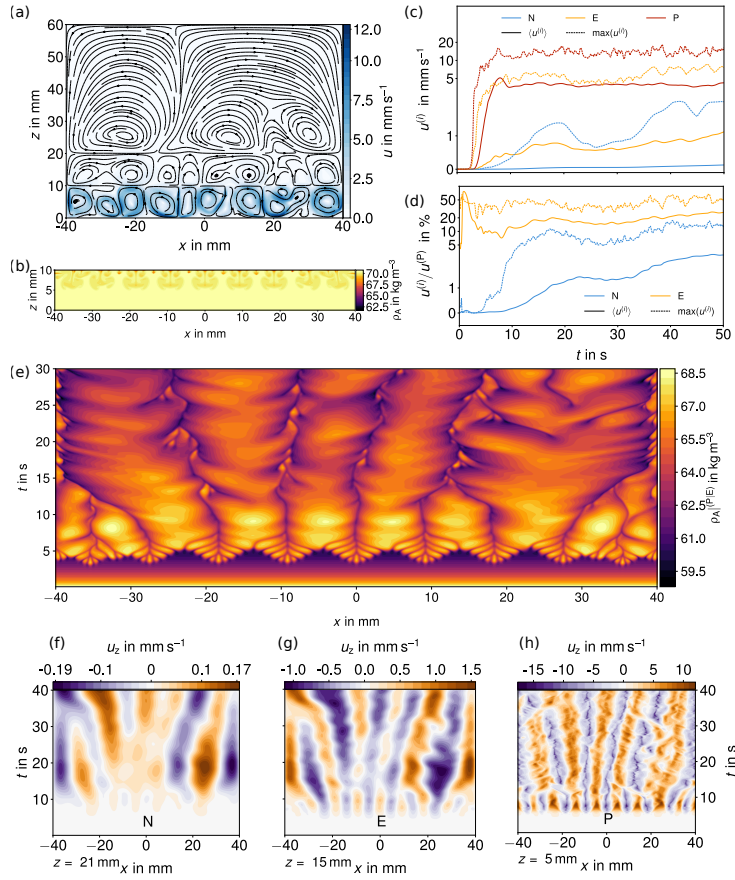 (a)
60
50
40
30
20
10
0
z in mm
-40 -30 -20 -10 0 10 20 30 40
x in mm
12.5
10.0
7.5
5.0
2.5
0.0
u in mm s⁻¹
(b)
10
5
0
z in mm
-40 -30 -20 -10 0 10 20 30 40
x in mm
70.0
67.5
65.0
62.5
ρA in kg m⁻³
(c)
N E P
⟨u⁽ⁱ⁾⟩ max(u⁽ⁱ⁾)
20
10
5
1
0
u⁽ⁱ⁾ in mm s⁻¹
(d)
50
20
10
5
1
0
u⁽ⁱ⁾/u⁽ᴾ⁾ in %
N E
⟨u⁽ⁱ⁾⟩ max(u⁽ⁱ⁾)
0 10 20 30 40 50
t in s
(e)
30
25
20
15
10
5
t in s
−40 −30 −20 −10 0 10 20 30 40
x in mm
68.5
66.5
64.5
63.0
61.0
59.5
ρA|⁽ᴾ|ᴱ⁾ in kg m⁻³
(f)
uz in mm s⁻¹
-0.19 -0.1 0 0.1 0.17
40
30
20
10
t in s
N
−40 −20 0 20 40
z = 21 mm x in mm
(g)
uz in mm s⁻¹
-1.0 -0.5 0.0 0.5 1.0 1.5
E
−40 −20 0 20 40
z = 15 mm x in mm
(h)
uz in mm s⁻¹
-15 -10 -5 0 5 10
40
30
20
10
t in s
P
−40 −20 0 20 40
z = 5 mm x in mm